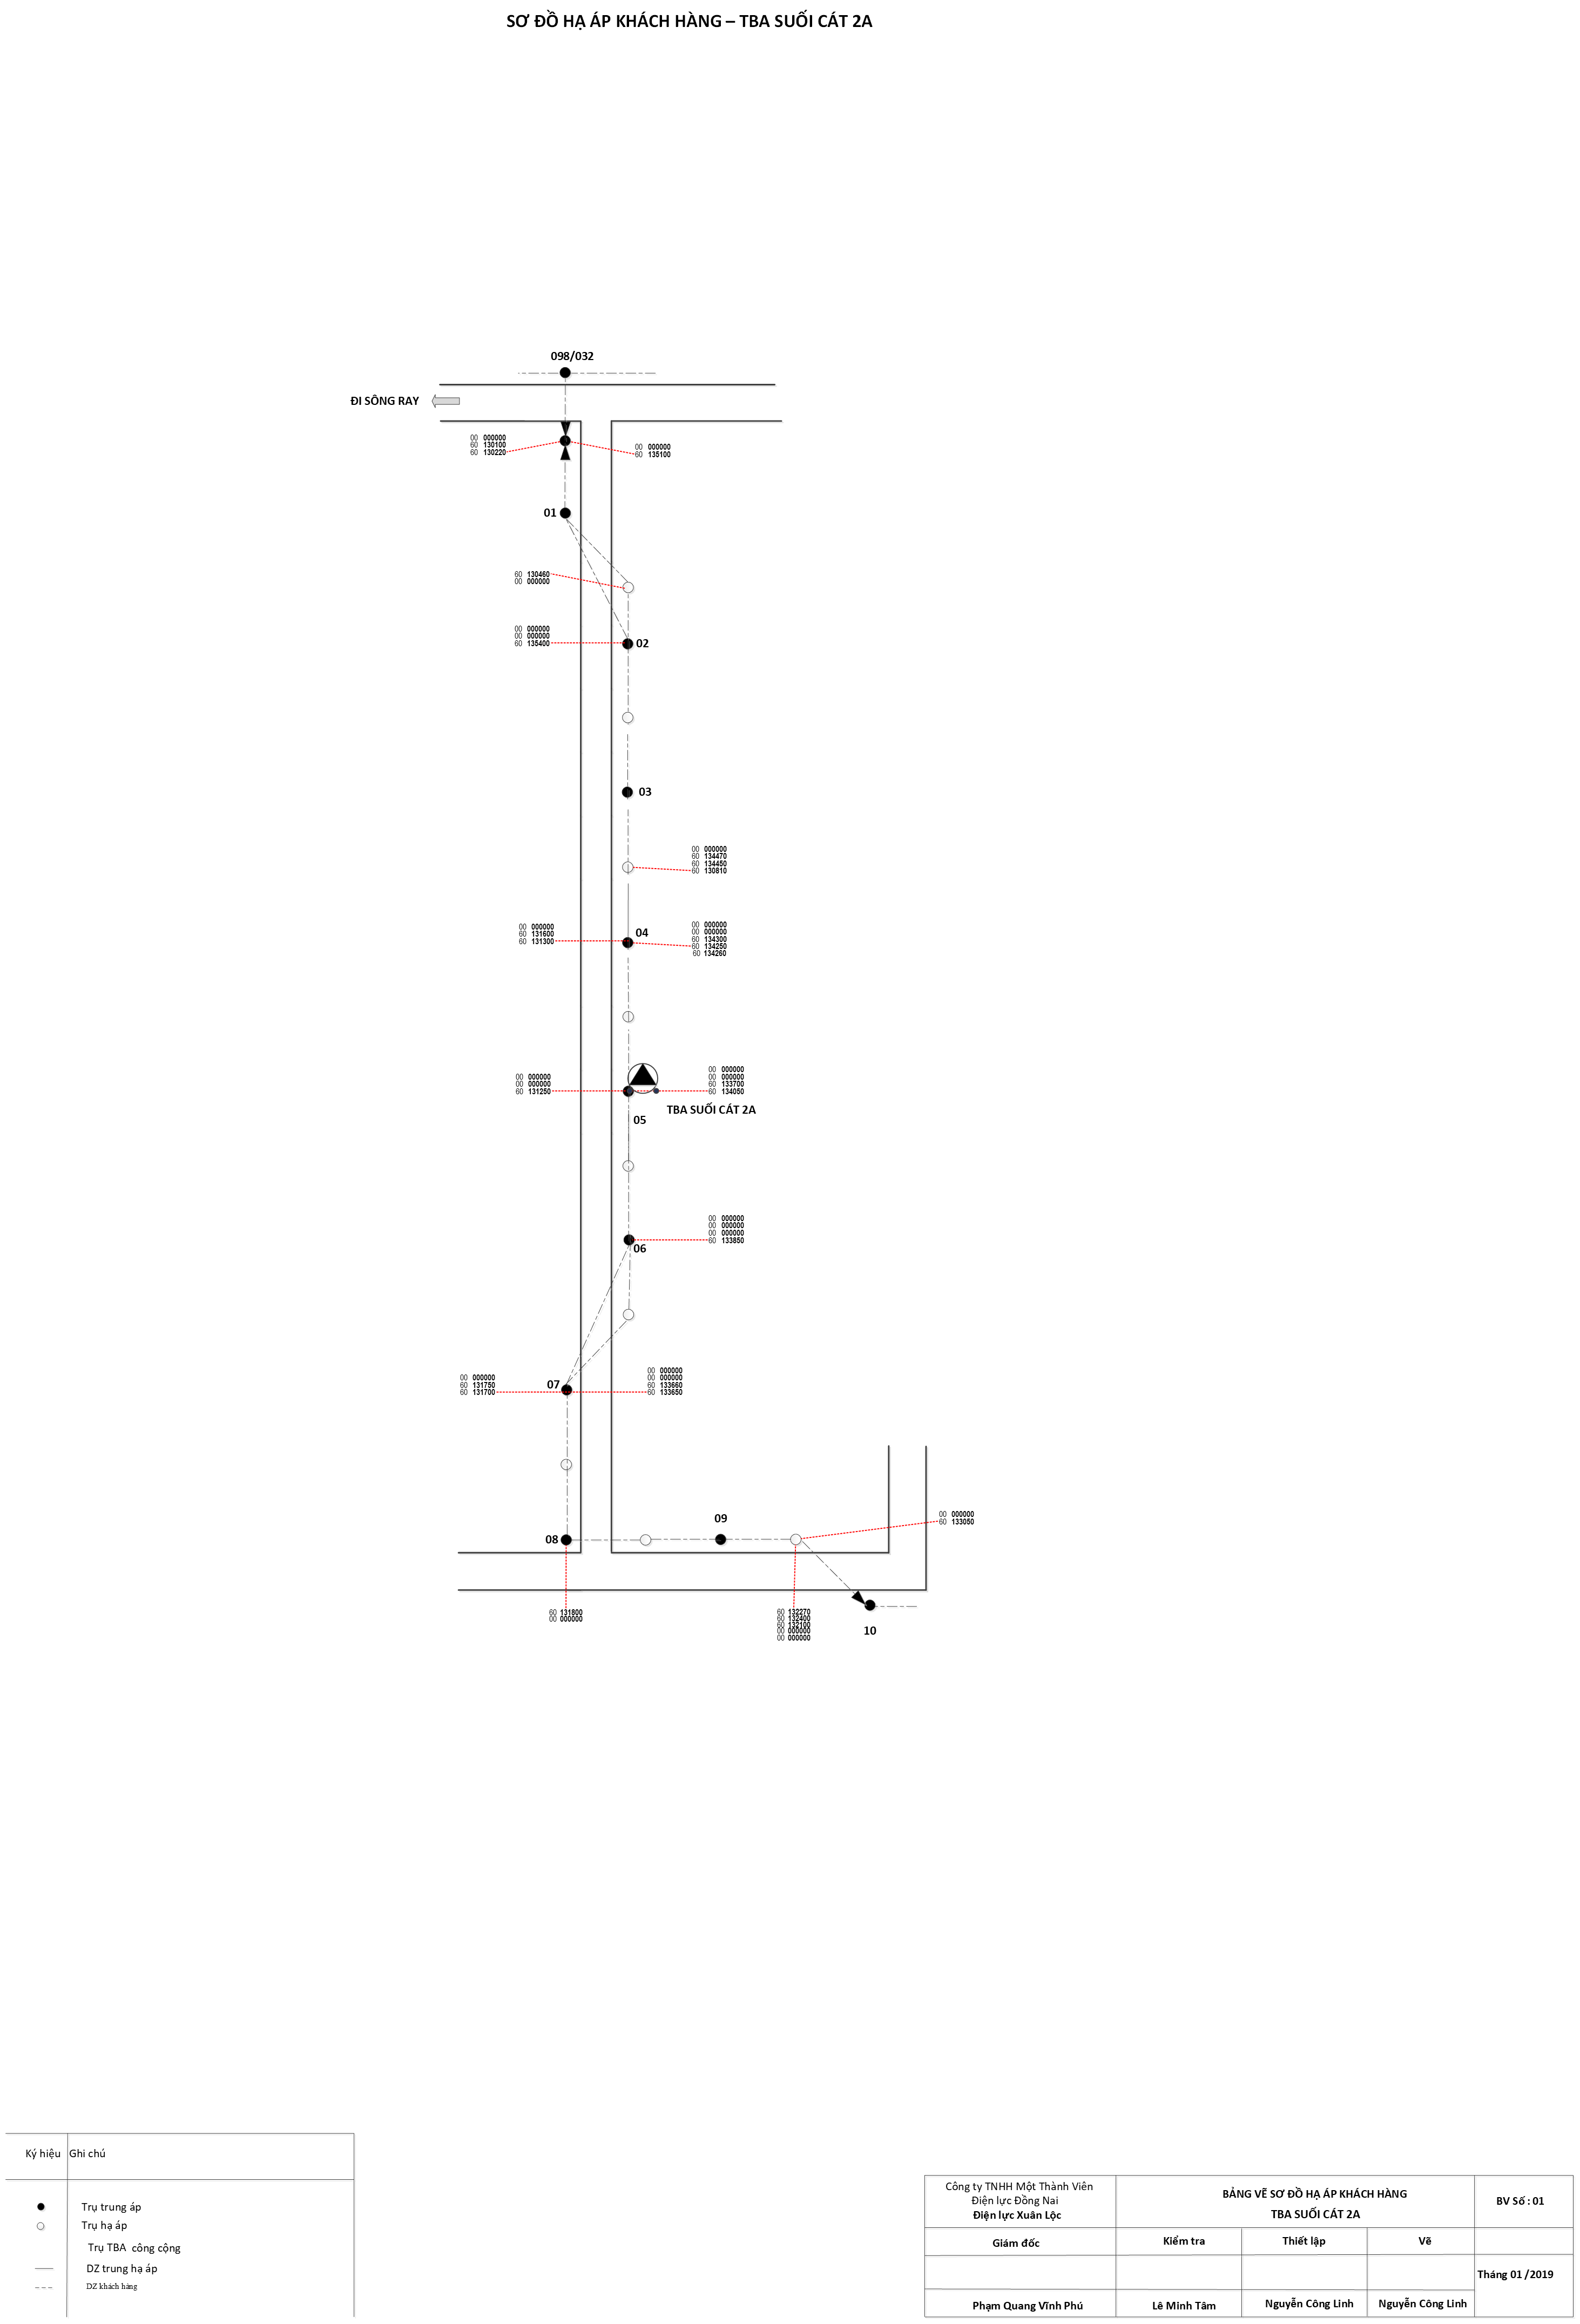 SƠ ĐỒ HẠ ÁP KHÁCH HÀNG – TBA SUỐI CÁT 2A
098/032
ĐI SÔNG RAY
00 000000
60 130100
60 130220
00 000000
60 135100
01
60 130460
00 000000
00 000000
00 000000
60 135400
02
03
00 000000
60 134470
60 134450
60 130810
00 000000
60 131600
60 131300
04
00 000000
00 000000
60 134300
60 134250
60 134260
00 000000
00 000000
60 131250
00 000000
00 000000
60 133700
60 134050
TBA SUỐI CÁT 2A
05
00 000000
00 000000
00 000000
60 133850
06
00 000000
60 131750
60 131700
07
00 000000
00 000000
60 133660
60 133650
08
09
00 000000
60 133050
60 131800
00 000000
60 132270
60 132400
60 132100
00 000000
00 000000
10
Ký hiệu Ghi chú
Trụ trung áp
Trụ hạ áp
Trụ TBA công cộng
DZ trung hạ áp
DZ khách hàng
Công ty TNHH Một Thành Viên
Điện lực Đồng Nai
Điện lực Xuân Lộc
BẢNG VẼ SƠ ĐỒ HẠ ÁP KHÁCH HÀNG
TBA SUỐI CÁT 2A
BV Số : 01
Giám đốc
Kiểm tra
Thiết lập
Vẽ
Tháng 01 /2019
Phạm Quang Vĩnh Phú
Lê Minh Tâm
Nguyễn Công Linh
Nguyễn Công Linh